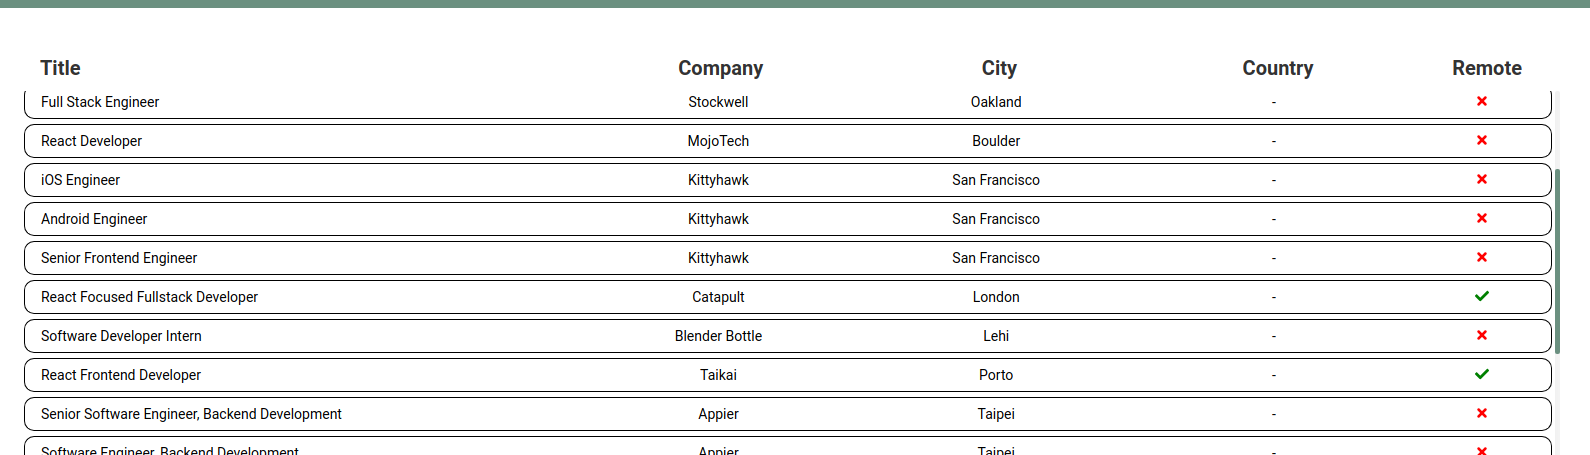 Title Company City Country Remote
Full Stack Engineer Stockwell Oakland -
React Developer MojoTech Boulder -
iOS Engineer Kittyhawk San Francisco -
Android Engineer Kittyhawk San Francisco -
Senior Frontend Engineer Kittyhawk San Francisco -
React Focused Fullstack Developer Catapult London -
Software Developer Intern Blender Bottle Lehi -
React Frontend Developer Taikai Porto -
Senior Software Engineer, Backend Development Appier Taipei -
Software Engineer, Backend Development Appier Taipei -